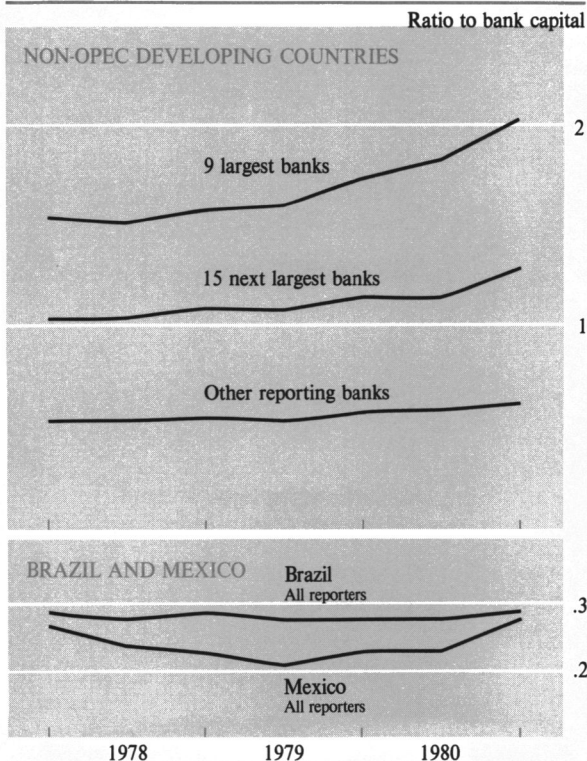 Ratio to bank capital
NON-OPEC DEVELOPING COUNTRIES
2
9 largest banks
15 next largest banks
1
Other reporting banks
BRAZIL AND MEXICO
Brazil
All reporters
.3
.2
Mexico
All reporters
1978 1979 1980